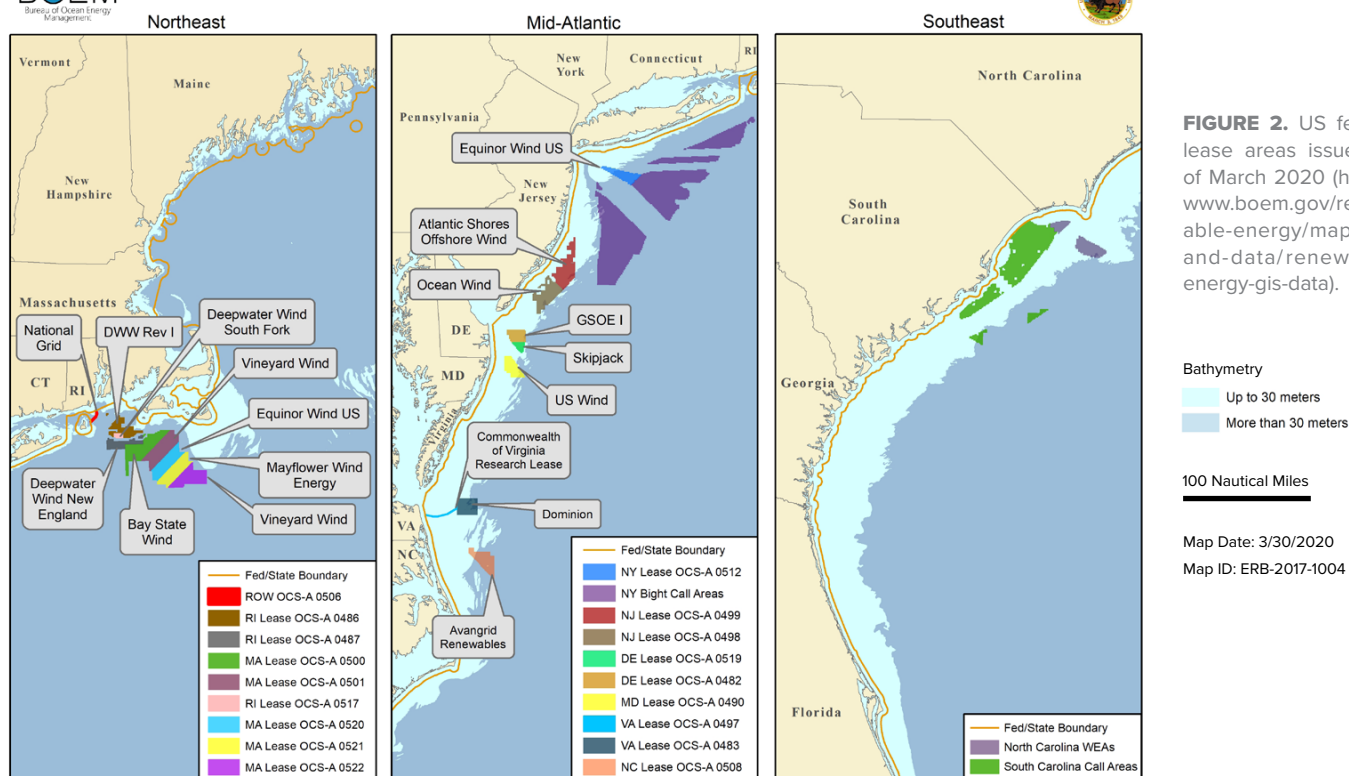 Bureau of Ocean Energy
Management
MARCH 3, 1849
Northeast
Mid-Atlantic
Southeast
Vermont
Maine
New
Hampshire
Massachusetts
National
Grid
DWW Rev I
Deepwater Wind
South Fork
Vineyard Wind
CT
RI
Equinor Wind US
Mayflower Wind
Energy
Vineyard Wind
Deepwater
Wind New
England
Bay State
Wind
Fed/State Boundary
ROW OCS-A 0506
RI Lease OCS-A 0486
RI Lease OCS-A 0487
MA Lease OCS-A 0500
MA Lease OCS-A 0501
RI Lease OCS-A 0517
MA Lease OCS-A 0520
MA Lease OCS-A 0521
MA Lease OCS-A 0522
New
York
Connecticut
RI
Pennsylvania
Equinor Wind US
New
Jersey
Atlantic Shores
Offshore Wind
Ocean Wind
DE
GSOE I
Skipjack
MD
US Wind
Virginia
Commonwealth
of Virginia
Research Lease
Dominion
VA
NC
Avangrid
Renewables
Fed/State Boundary
NY Lease OCS-A 0512
NY Bight Call Areas
NJ Lease OCS-A 0499
NJ Lease OCS-A 0498
DE Lease OCS-A 0519
DE Lease OCS-A 0482
MD Lease OCS-A 0490
VA Lease OCS-A 0497
VA Lease OCS-A 0483
NC Lease OCS-A 0508
North Carolina
South
Carolina
Georgia
Florida
Fed/State Boundary
North Carolina WEAs
South Carolina Call Areas
FIGURE 2. US fe
lease areas issue
of March 2020 (h
www.boem.gov/re
able-energy/map
and-data/renew
energy-gis-data).
Bathymetry
Up to 30 meters
More than 30 meters
100 Nautical Miles
Map Date: 3/30/2020
Map ID: ERB-2017-1004